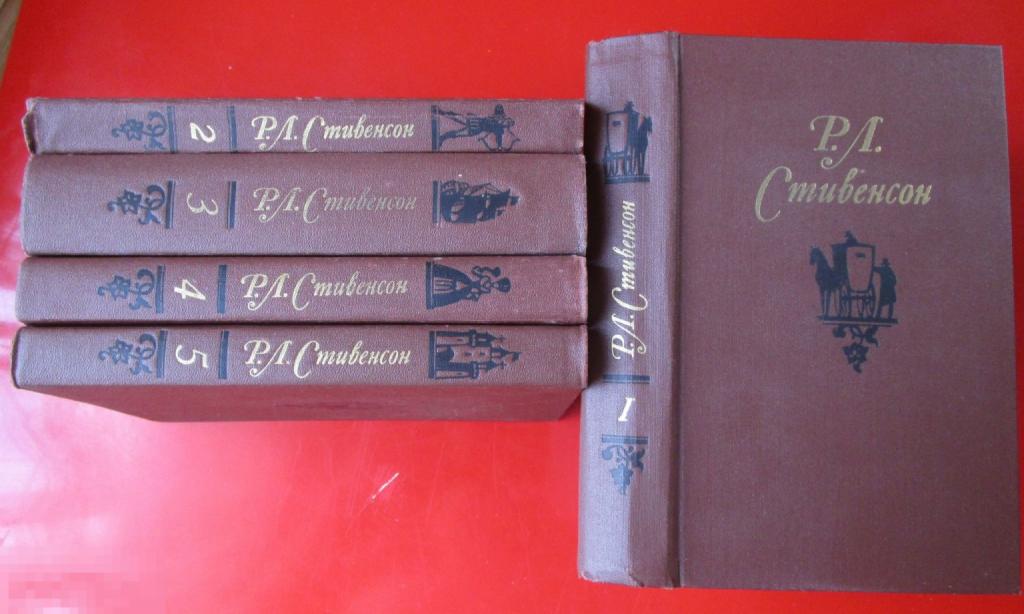 2 Р.Л. Стивенсон
3 Р.Л. Стивенсон
4 Р.Л. Стивенсон
5 Р.Л. Стивенсон
Р.Л. Стивенсон
1
Р.Л.
Стивенсон